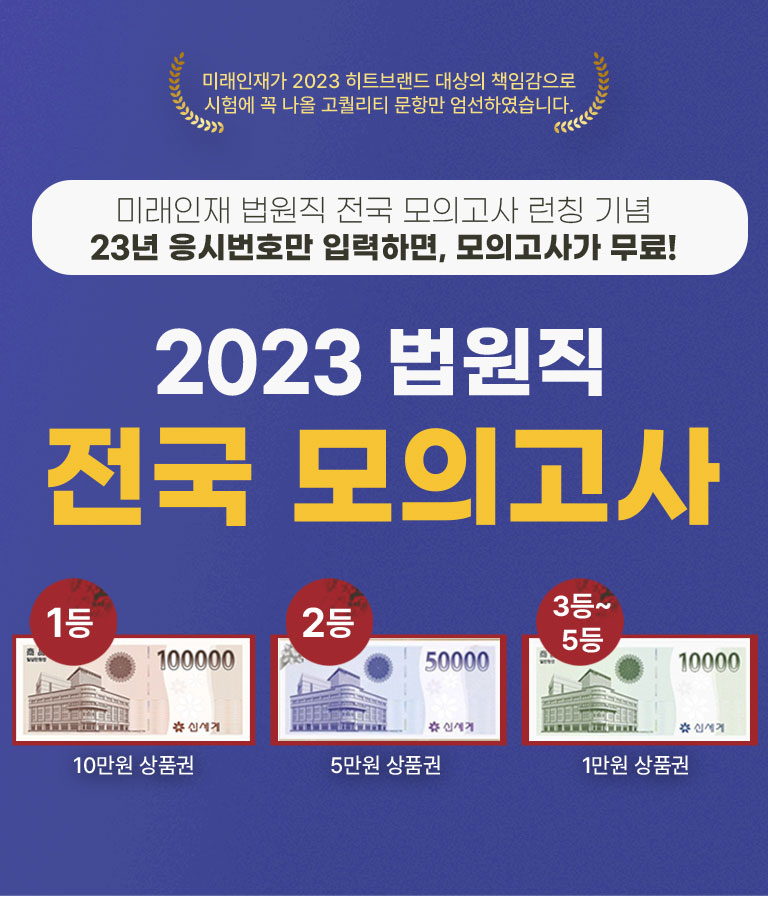 미래인재가 2023 히트브랜드 대상의 책임감으로
시험에 꼭 나올 고퀄리티 문항만 엄선하였습니다.
미래인재 법원직 전국 모의고사 런칭 기념
23년 응시번호만 입력하면, 모의고사가 무료!
2023 법원직
전국 모의고사
1등
100000
신세계
10만원 상품권
2등
50000
신세계
5만원 상품권
3등~
5등
10000
신세계
1만원 상품권